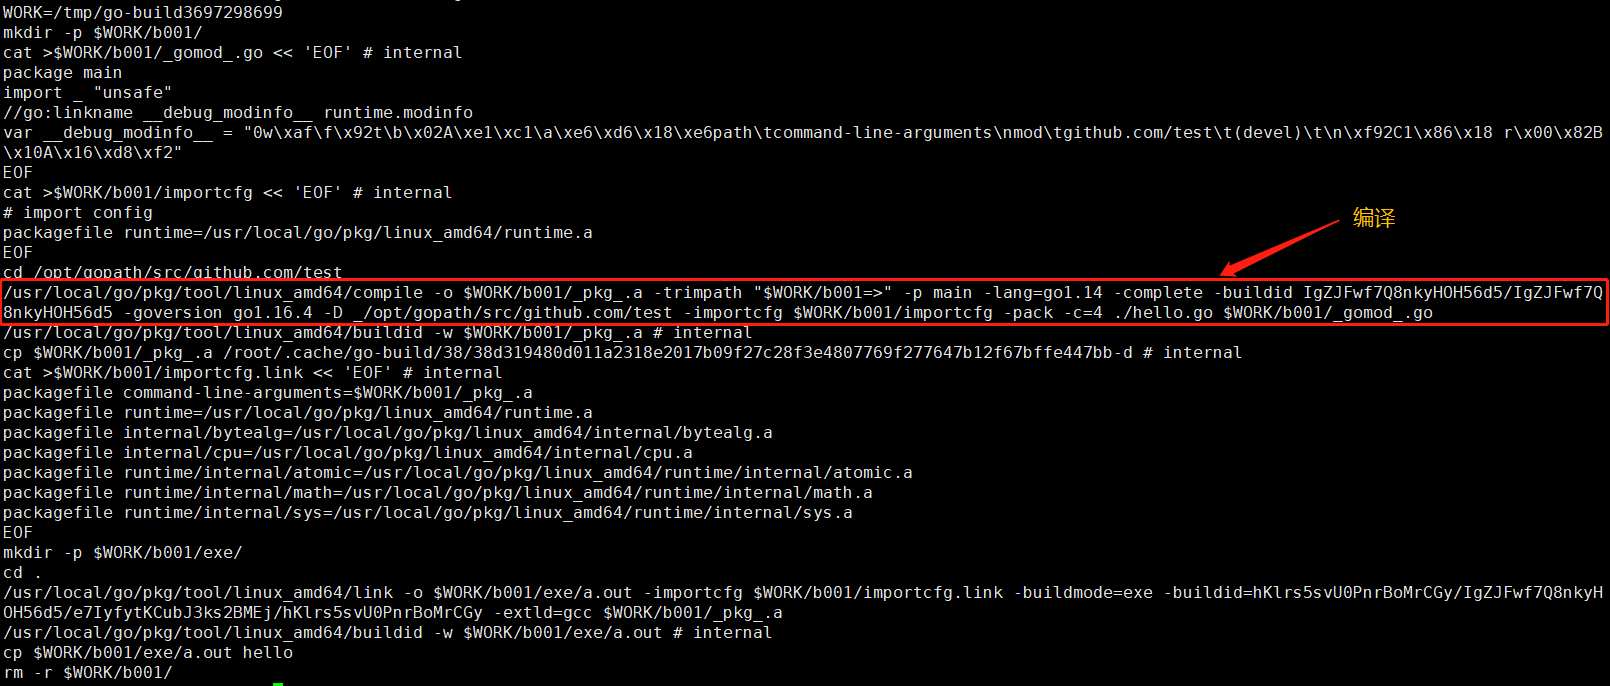 WORK=/tmp/go-build3697298699
mkdir -p $WORK/b001/
cat >$WORK/b001/_gomod_.go << 'EOF' # internal
package main
import _ "unsafe"
//go:linkname __debug_modinfo__ runtime.modinfo
var __debug_modinfo__ = "0w\xaf\f\x92t\b\x02A\xe1\xc1\a\xe6\xd6\x18\xe6path\tcommand-line-arguments\nmod\tgithub.com/test\t(devel)\t\n\xf92C1\x86\x18 r\x00\x82B
\x10A\x16\xd8\xf2"
EOF
cat >$WORK/b001/importcfg << 'EOF' # internal
# import config
packagefile runtime=/usr/local/go/pkg/linux_amd64/runtime.a
编译
EOF
cd /opt/gopath/src/github.com/test
/usr/local/go/pkg/tool/linux_amd64/compile -o $WORK/b001/_pkg_.a -trimpath "$WORK/b001=>" -p main -lang=go1.14 -complete -buildid IgZJFwf7Q8nkyHOH56d5/IgZJFwf7Q
8nkyHOH56d5 -goversion go1.16.4 -D _/opt/gopath/src/github.com/test -importcfg $WORK/b001/importcfg -pack -c=4 ./hello.go $WORK/b001/_gomod_.go
/usr/local/go/pkg/tool/linux_amd64/buildid -w $WORK/b001/_pkg_.a # internal
cp $WORK/b001/_pkg_.a /root/.cache/go-build/38/38d319480d011a2318e2017b09f27c28f3e4807769f277647b12f67bffe447bb-d # internal
cat >$WORK/b001/importcfg.link << 'EOF' # internal
packagefile command-line-arguments=$WORK/b001/_pkg_.a
packagefile runtime=/usr/local/go/pkg/linux_amd64/runtime.a
packagefile internal/bytealg=/usr/local/go/pkg/linux_amd64/internal/bytealg.a
packagefile internal/cpu=/usr/local/go/pkg/linux_amd64/internal/cpu.a
packagefile runtime/internal/atomic=/usr/local/go/pkg/linux_amd64/runtime/internal/atomic.a
packagefile runtime/internal/math=/usr/local/go/pkg/linux_amd64/runtime/internal/math.a
packagefile runtime/internal/sys=/usr/local/go/pkg/linux_amd64/runtime/internal/sys.a
EOF
mkdir -p $WORK/b001/exe/
cd .
/usr/local/go/pkg/tool/linux_amd64/link -o $WORK/b001/exe/a.out -importcfg $WORK/b001/importcfg.link -buildmode=exe -buildid=hKlrs5svU0PnrBoMrCGy/IgZJFwf7Q8nkyH
OH56d5/e7IyfytKCubJ3ks2BMEj/hKlrs5svU0PnrBoMrCGy -extld=gcc $WORK/b001/_pkg_.a
/usr/local/go/pkg/tool/linux_amd64/buildid -w $WORK/b001/exe/a.out # internal
cp $WORK/b001/exe/a.out hello
rm -r $WORK/b001/